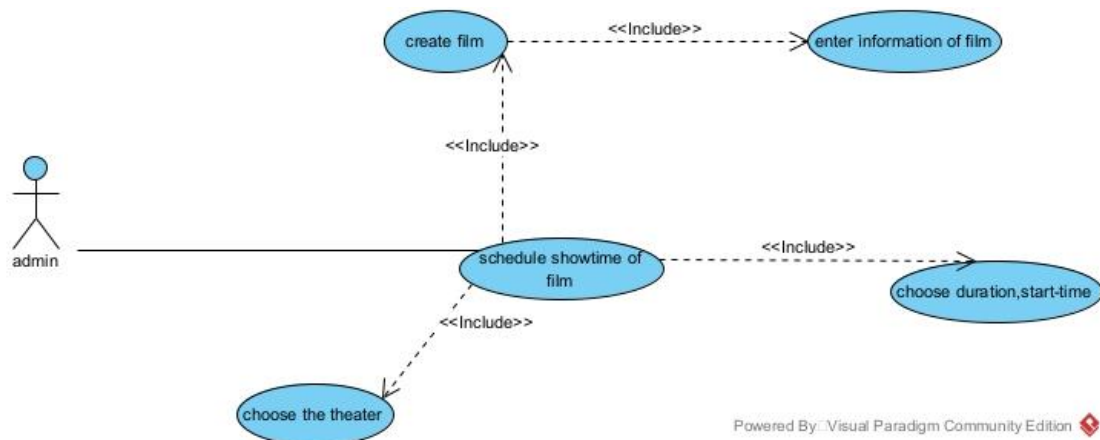 create film
<<Include>>
enter information of film
<<Include>>
admin
schedule showtime of
film
<<Include>>
choose duration,start-time
<<Include>>
choose the theater
Powered By Visual Paradigm Community Edition